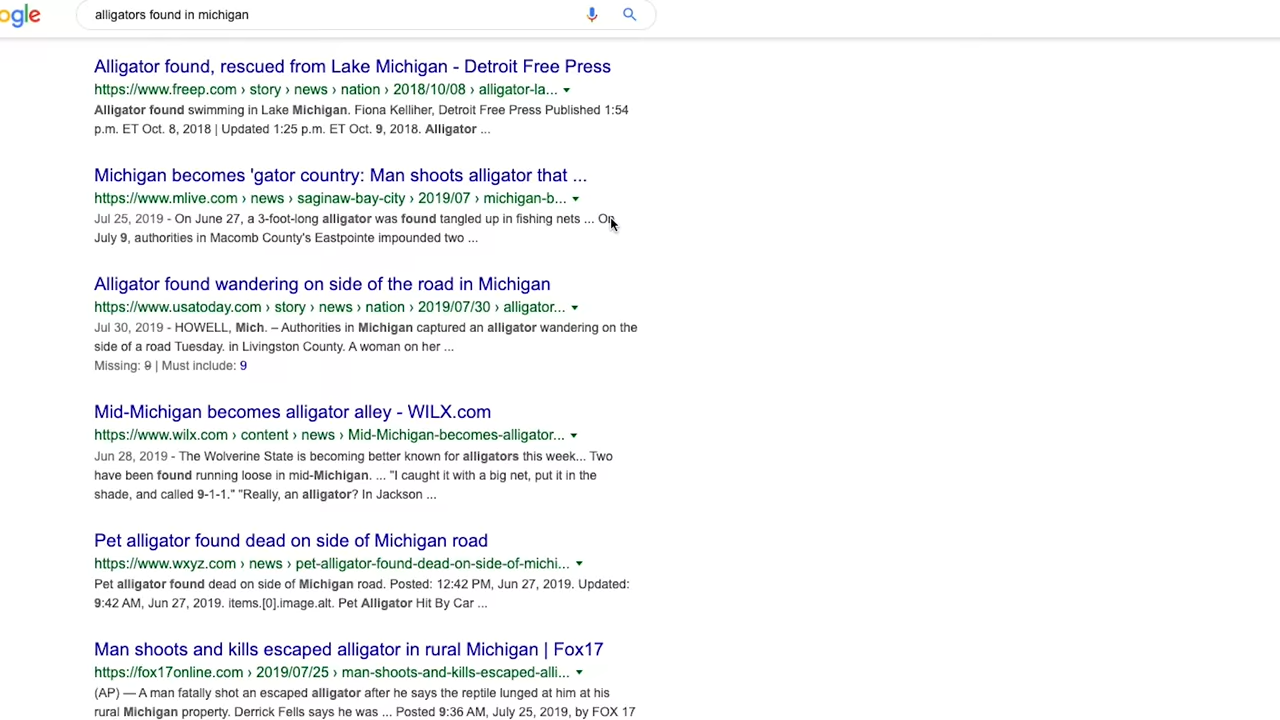 ogle
alligators found in michigan
Alligator found, rescued from Lake Michigan - Detroit Free Press
https://www.freep.com › story › news › nation › 2018/10/08 › alligator-la...
Alligator found swimming in Lake Michigan. Fiona Kelliher, Detroit Free Press Published 1:54
p.m. ET Oct. 8, 2018 | Updated 1:25 p.m. ET Oct. 9, 2018. Alligator ...
Michigan becomes 'gator country: Man shoots alligator that ...
https://www.mlive.com › news › saginaw-bay-city › 2019/07 › michigan-b...
Jul 25, 2019 - On June 27, a 3-foot-long alligator was found tangled up in fishing nets ... On
July 9, authorities in Macomb County's Eastpointe impounded two ...
Alligator found wandering on side of the road in Michigan
https://www.usatoday.com › story › news › nation › 2019/07/30 › alligator...
Jul 30, 2019 - HOWELL, Mich. – Authorities in Michigan captured an alligator wandering on the
side of a road Tuesday. in Livingston County. A woman on her ...
Missing: 9 | Must include: 9
Mid-Michigan becomes alligator alley - WILX.com
https://www.wilx.com › content › news › Mid-Michigan-becomes-alligator...
Jun 28, 2019 - The Wolverine State is becoming better known for alligators this week... Two
have been found running loose in mid-Michigan. ... "I caught it with a big net, put it in the
shade, and called 9-1-1." "Really, an alligator? In Jackson ...
Pet alligator found dead on side of Michigan road
https://www.wxyz.com › news › pet-alligator-found-dead-on-side-of-michi...
Pet alligator found dead on side of Michigan road. Posted: 12:42 PM, Jun 27, 2019. Updated:
9:42 AM, Jun 27, 2019. items.[0].image.alt. Pet Alligator Hit By Car ...
Man shoots and kills escaped alligator in rural Michigan | Fox17
https://fox17online.com › 2019/07/25 › man-shoots-and-kills-escaped-alli...
(AP) — A man fatally shot an escaped alligator after he says the reptile lunged at him at his
rural Michigan property. Derrick Fells says he was ... Posted 9:36 AM, July 25, 2019, by FOX 17